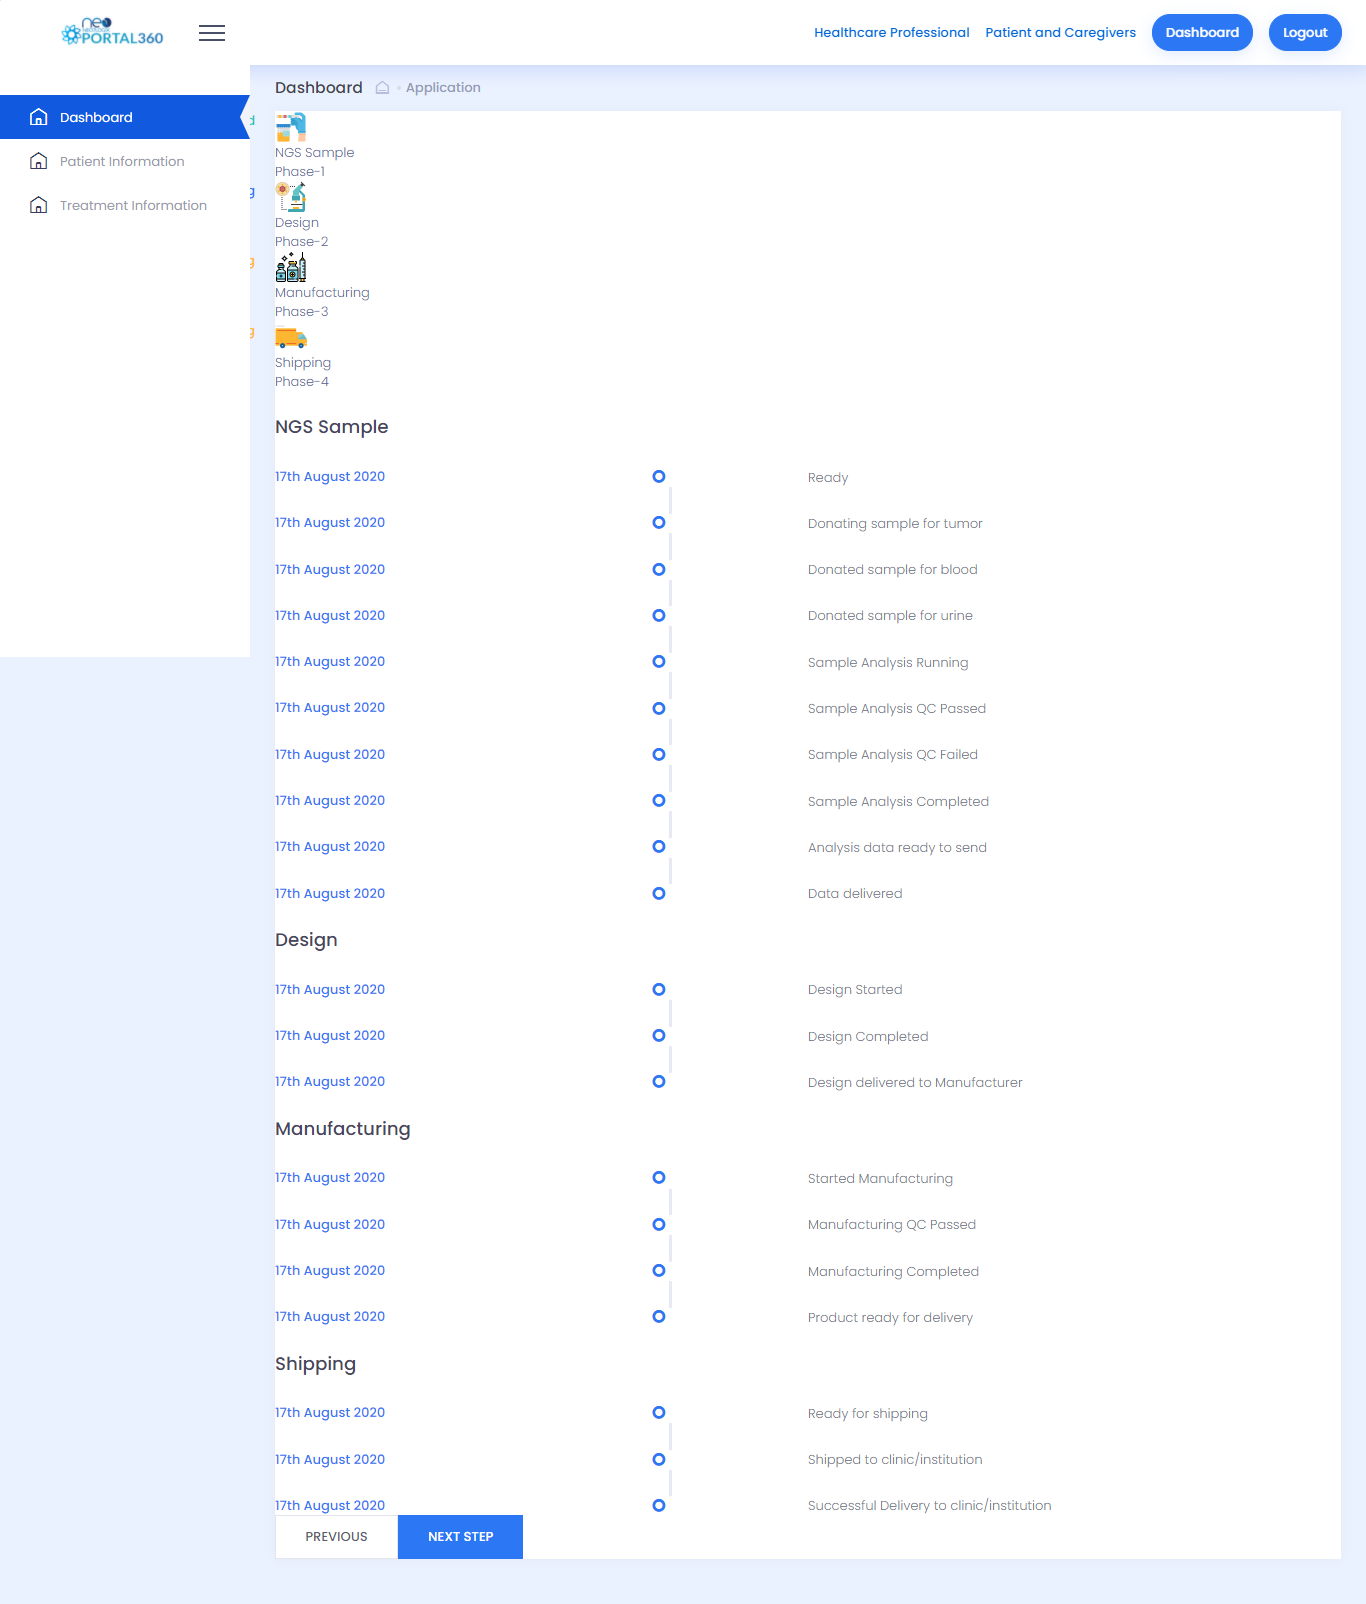 neo
PORTAL360
Healthcare Professional
Patient and Caregivers
Dashboard
Logout
Dashboard
Patient Information
Treatment Information
Dashboard
Application
NGS Sample
Phase-1
Design
Phase-2
Manufacturing
Phase-3
Shipping
Phase-4
NGS Sample
17th August 2020 Ready
17th August 2020 Donating sample for tumor
17th August 2020 Donated sample for blood
17th August 2020 Donated sample for urine
17th August 2020 Sample Analysis Running
17th August 2020 Sample Analysis QC Passed
17th August 2020 Sample Analysis QC Failed
17th August 2020 Sample Analysis Completed
17th August 2020 Analysis data ready to send
17th August 2020 Data delivered
Design
17th August 2020 Design Started
17th August 2020 Design Completed
17th August 2020 Design delivered to Manufacturer
Manufacturing
17th August 2020 Started Manufacturing
17th August 2020 Manufacturing QC Passed
17th August 2020 Manufacturing Completed
17th August 2020 Product ready for delivery
Shipping
17th August 2020 Ready for shipping
17th August 2020 Shipped to clinic/institution
17th August 2020 Successful Delivery to clinic/institution
PREVIOUS
NEXT STEP